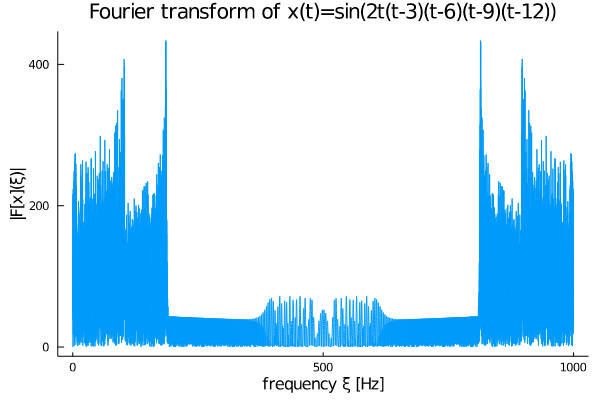 Fourier transform of x(t)=sin(2t(t-3)(t-6)(t-9)(t-12))
|F[x](ξ)|
400
200
0
0
500
1000
frequency ξ [Hz]